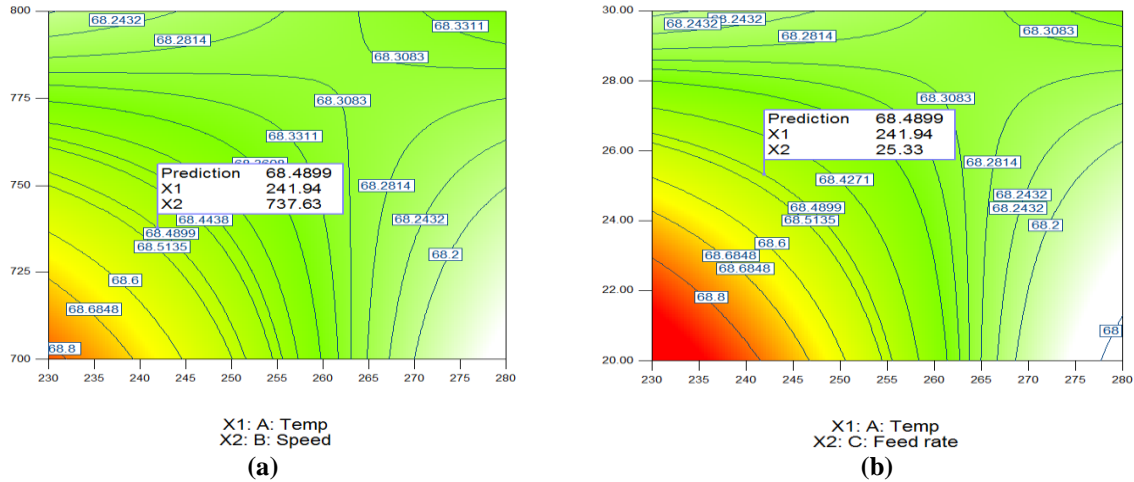 800
775
750
725
700
68.2432
68.2814
68.3311
68.3083
68.3083
68.3311
Prediction 68.4899
X1 241.94
X2 737.63
68.4438
68.4899
68.5135
68.6
68.6848
68.8
68.2814
68.2432
68.2
230 235 240 245 250 255 260 265 270 275 280
X1: A: Temp
X2: B: Speed
(a)
30.00
28.00
26.00
24.00
22.00
20.00
68.2432
68.2814
68.3083
68.3083
Prediction 68.4899
X1 241.94
X2 25.33
68.4271
68.4899
68.5135
68.6
68.6848
68.6848
68.8
68.2814
68.2432
68.2432
68.2
230 235 240 245 250 255 260 265 270 275 280
X1: A: Temp
X2: C: Feed rate
(b)